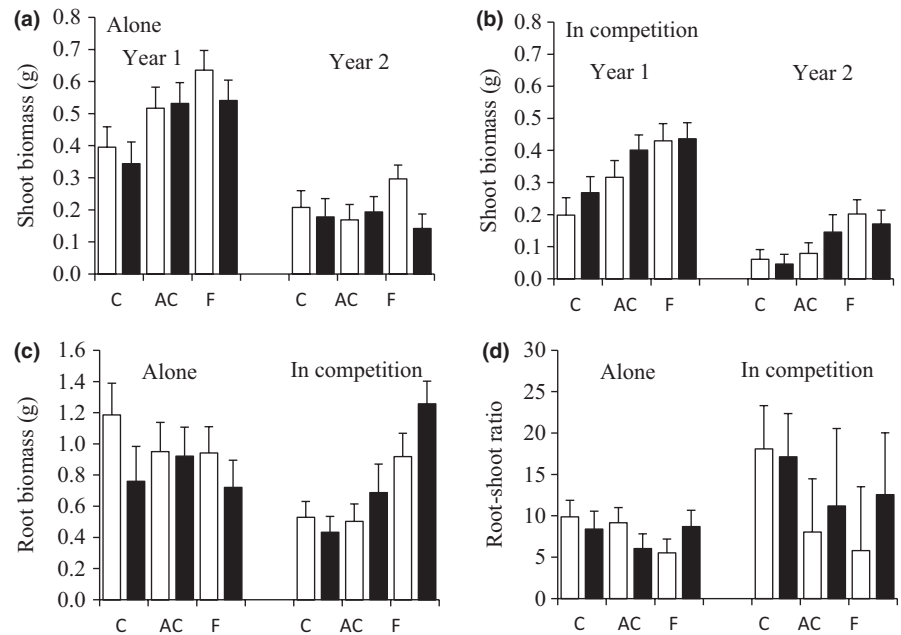 (a)
Alone
Year 1
Year 2
Shoot biomass (g)
0.8
0.7
0.6
0.5
0.4
0.3
0.2
0.1
0.0
C AC F C AC F
(b)
In competition
Year 1
Year 2
Shoot biomass (g)
0.8
0.7
0.6
0.5
0.4
0.3
0.2
0.1
0.0
C AC F C AC F
(c)
Alone
In competition
Root biomass (g)
1.6
1.4
1.2
1.0
0.8
0.6
0.4
0.2
0.0
C AC F C AC F
(d)
Alone
In competition
Root-shoot ratio
30
25
20
15
10
5
0
C AC F C AC F